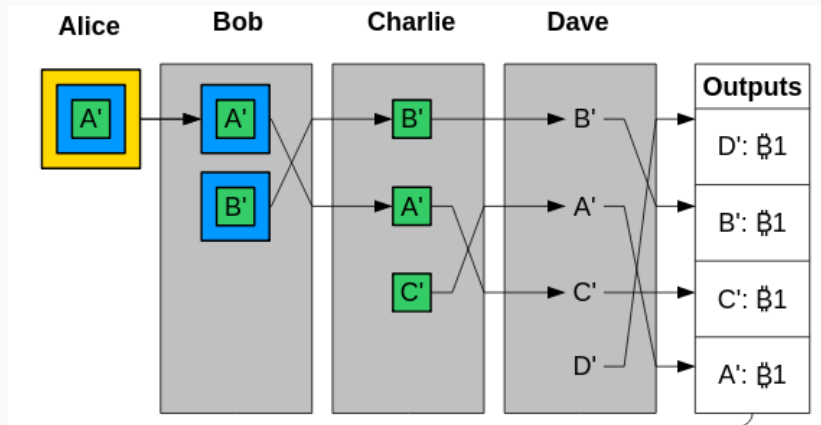 Alice
Bob
Charlie
Dave
A'
A'
B'
B'
A'
C'
B'
A'
C'
D'
Outputs
D': ₿1
B': ₿1
C': ₿1
A': ₿1